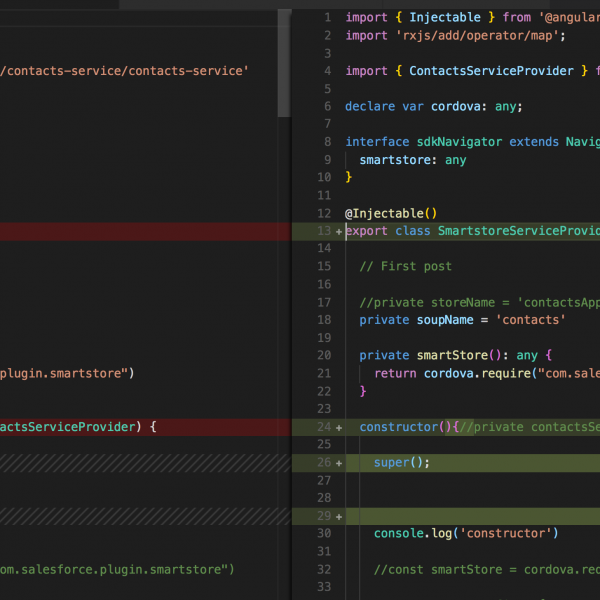 /contacts-service/contacts-service'
plugin.smartstore")
actsServiceProvider) {
om.salesforce.plugin.smartstore")
1 import { Injectable } from '@angular
2 import 'rxjs/add/operator/map';
3
4 import { ContactsServiceProvider } f
5
6 declare var cordova: any;
7
8 interface sdkNavigator extends Navig
9 smartstore: any
10 }
11
12 @Injectable()
13 + export class SmartstoreServiceProvid
14
15 // First post
16
17 //private storeName = 'contactsApp
18 private soupName = 'contacts'
19
20 private smartStore(): any {
21 return cordova.require("com.sale
22 }
23
24 + constructor(){//private contactsSe
25
26 + super();
27
28
29 +
30 console.log('constructor')
31
32 //const smartStore = cordova.req
33